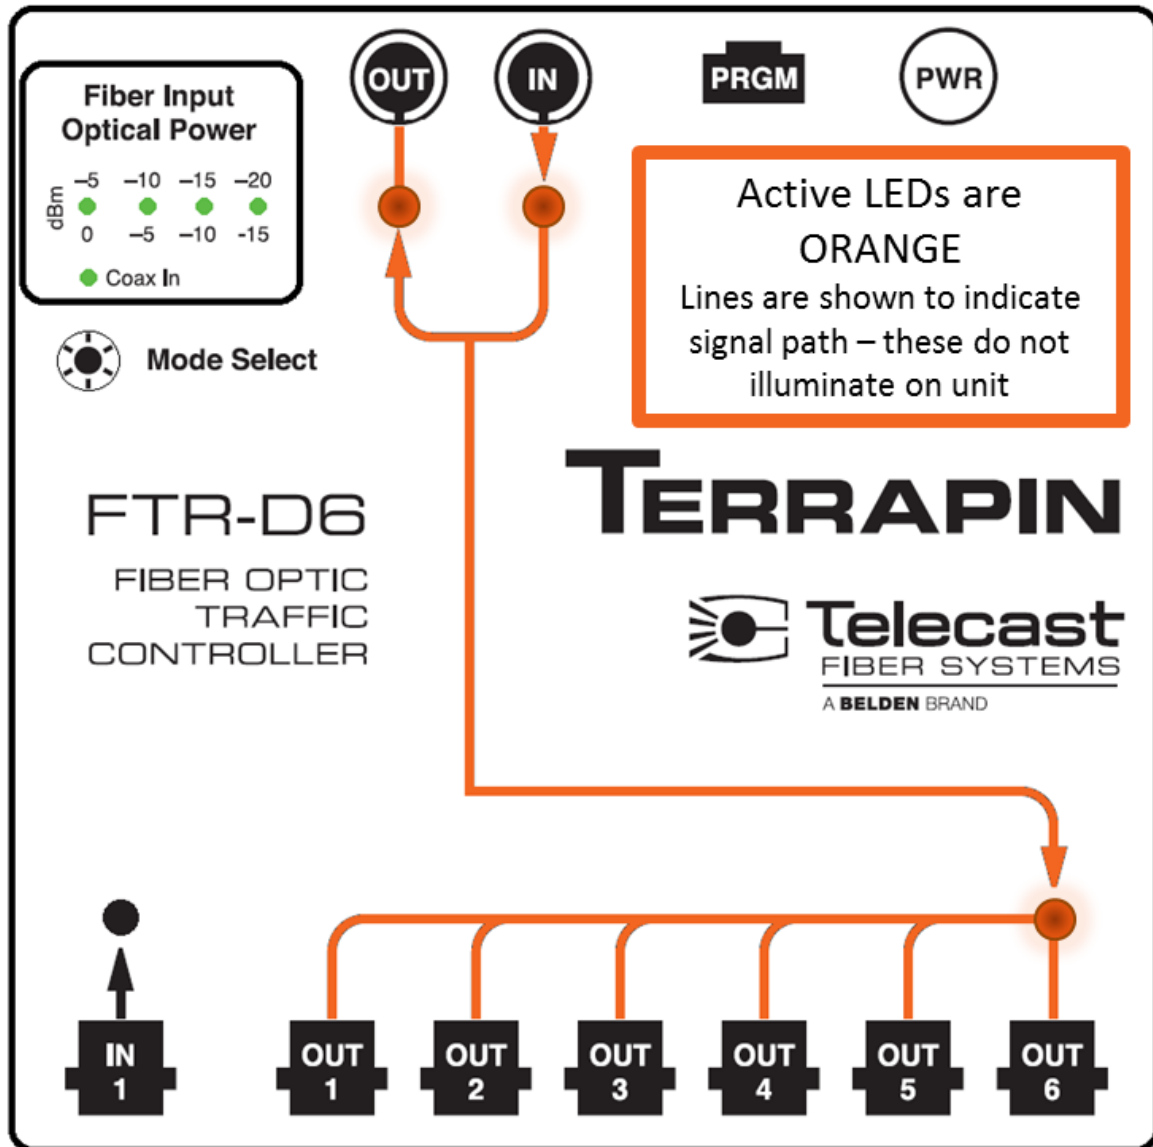 OUT
IN
PRGM
PWR
Fiber Input
Optical Power
dBm
–5 –10 –15 –20
0 –5 –10 -15
Coax In
Mode Select
Active LEDs are
ORANGE
Lines are shown to indicate
signal path – these do not
illuminate on unit
FTR-D6
FIBER OPTIC
TRAFFIC
CONTROLLER
TERRAPIN
Telecast
FIBER SYSTEMS
A BELDEN BRAND
IN
1
OUT
1
OUT
2
OUT
3
OUT
4
OUT
5
OUT
6